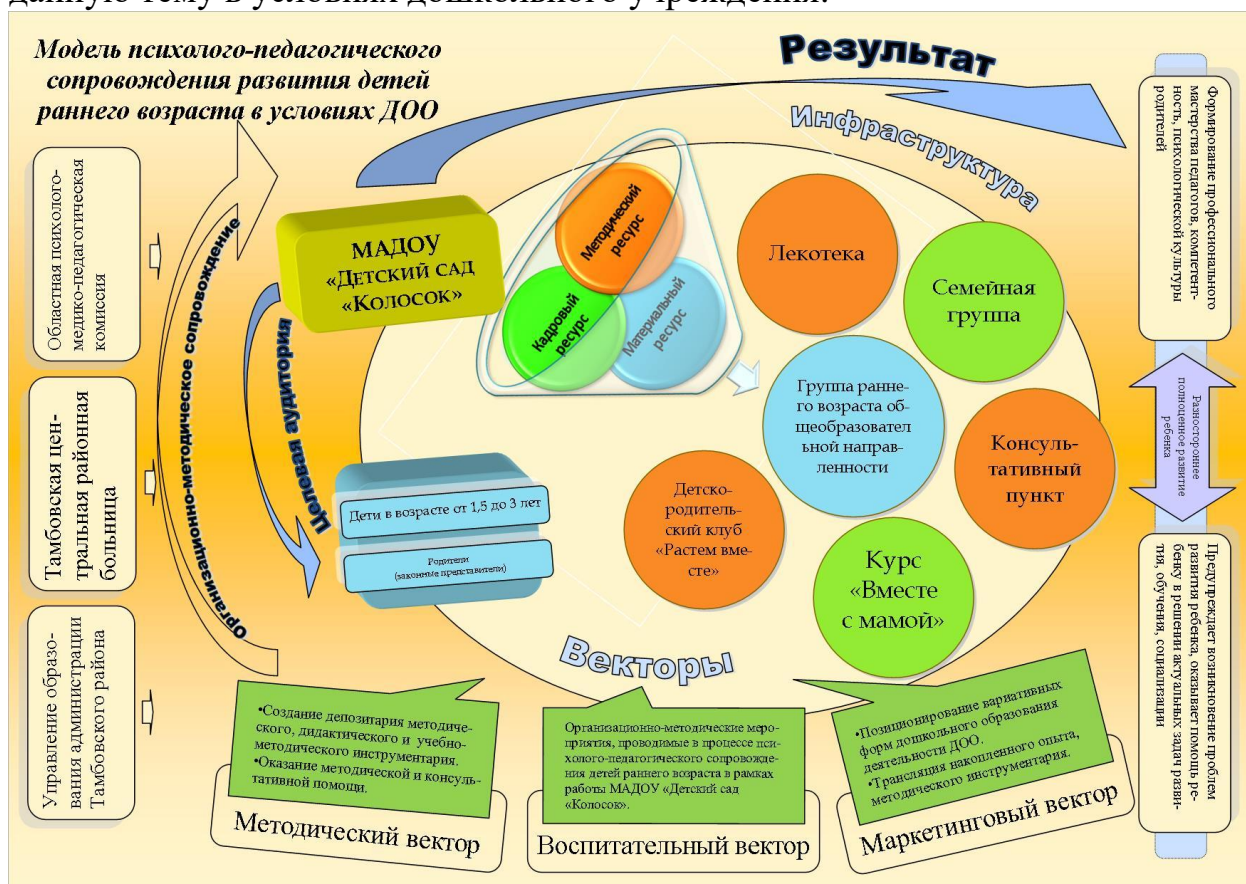 данную тему в условиях дошкольного учреждения.
Модель психолого-педагогического
сопровождения развития детей
раннего возраста в условиях ДОО
Результат
Инфраструктура
Областная психолого-
медико-педагогическая
комиссия
Тамбовская цен-
тральная районная
больница
Управление образо-
вания администрации
Тамбовского района
Организационно-методическое сопровождение
Целевая аудитория
МАДОУ
«Детский сад
«Колосок»
Дети в возрасте от 1,5 до 3 лет
Родители
(законные представители)
Методический
ресурс
Кадровый
ресурс
Материальный
ресурс
Лекотека
Семейная
группа
Группа ранне-
го возраста об-
щеобразовател
ьной направ-
ленности
Консуль-
тативный
пункт
Детско-
родитель-
ский клуб
«Растем вме-
сте»
Курс
«Вместе
с мамой»
Векторы
•Создание депозитария методиче-
ского, дидактического и учебно-
методического инструментария.
•Оказание методической и консуль-
тативной помощи.
Методический вектор
Организационно-методические меро-
приятия, проводимые в процессе пси-
холого-педагогического сопровожде-
ния детей раннего возраста в рамках
работы МАДОУ «Детский сад
«Колосок».
Воспитательный вектор
•Позиционирование вариативных
форм дошкольного образования
деятельности ДОО.
•Трансляция накопленного опыта,
методического инструментария.
Маркетинговый вектор
Формирование профессионального
мастерства педагогов, компетент-
ность, психологической культуры
родителей
Разностороннее
полноценное развитие
ребенка
Предупреждает возникновение проблем
развития ребенка, оказывает помощь ре-
бенку в решении актуальных задач разви-
тия, обучения, социализации